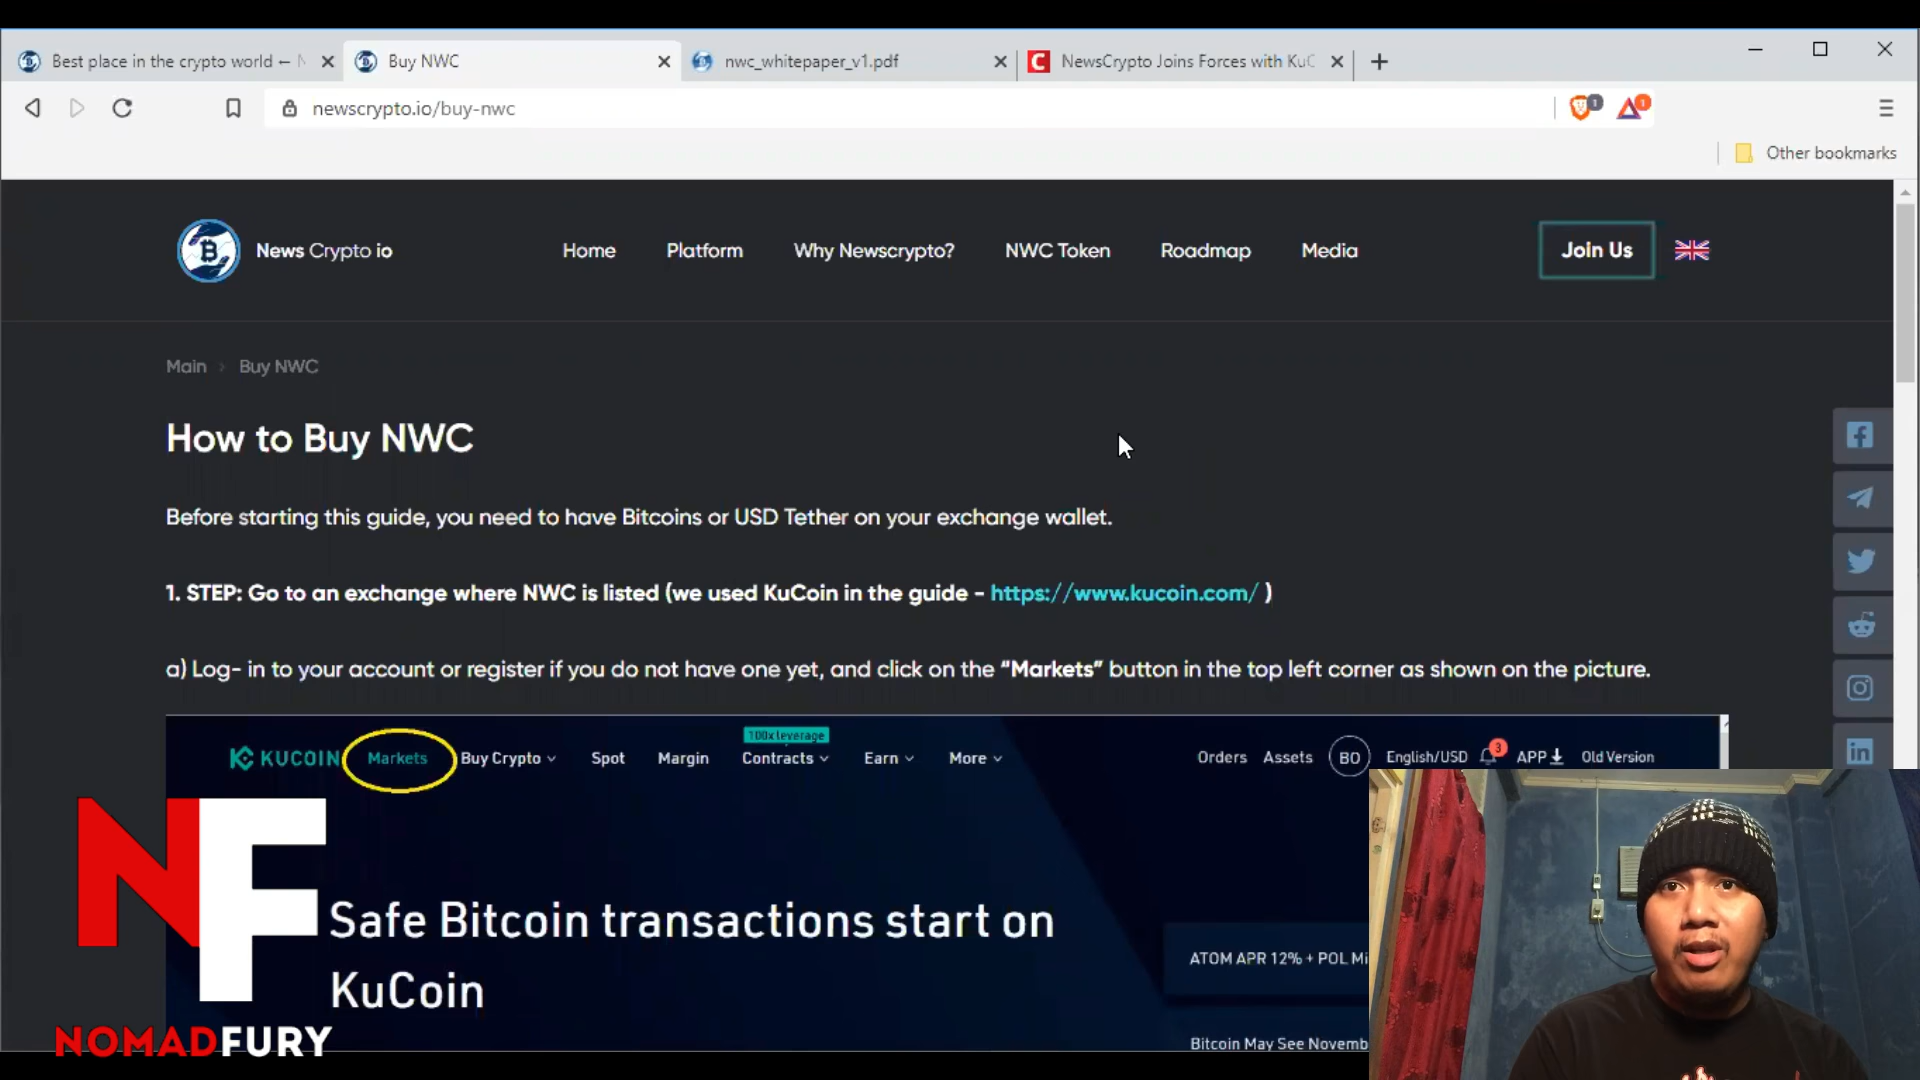 Best place in the crypto world ← N
Buy NWC
nwc_whitepaper_v1.pdf
NewsCrypto Joins Forces with KuC
newscrypto.io/buy-nwc
1
1
Other bookmarks
News Crypto io
Home
Platform
Why Newscrypto?
NWC Token
Roadmap
Media
Join Us
Main > Buy NWC
How to Buy NWC
Before starting this guide, you need to have Bitcoins or USD Tether on your exchange wallet.
1. STEP: Go to an exchange where NWC is listed (we used KuCoin in the guide - https://www.kucoin.com/ )
a) Log- in to your account or register if you do not have one yet, and click on the “Markets” button in the top left corner as shown on the picture.
100x leverage
KUCOIN
Markets
Buy Crypto
Spot
Margin
Contracts
Earn
More
Orders
Assets
BO
English/USD
3
APP
Old Version
Safe Bitcoin transactions start on
KuCoin
ATOM APR 12% + POL Mi
Bitcoin May See Novemb
NF
NOMADFURY